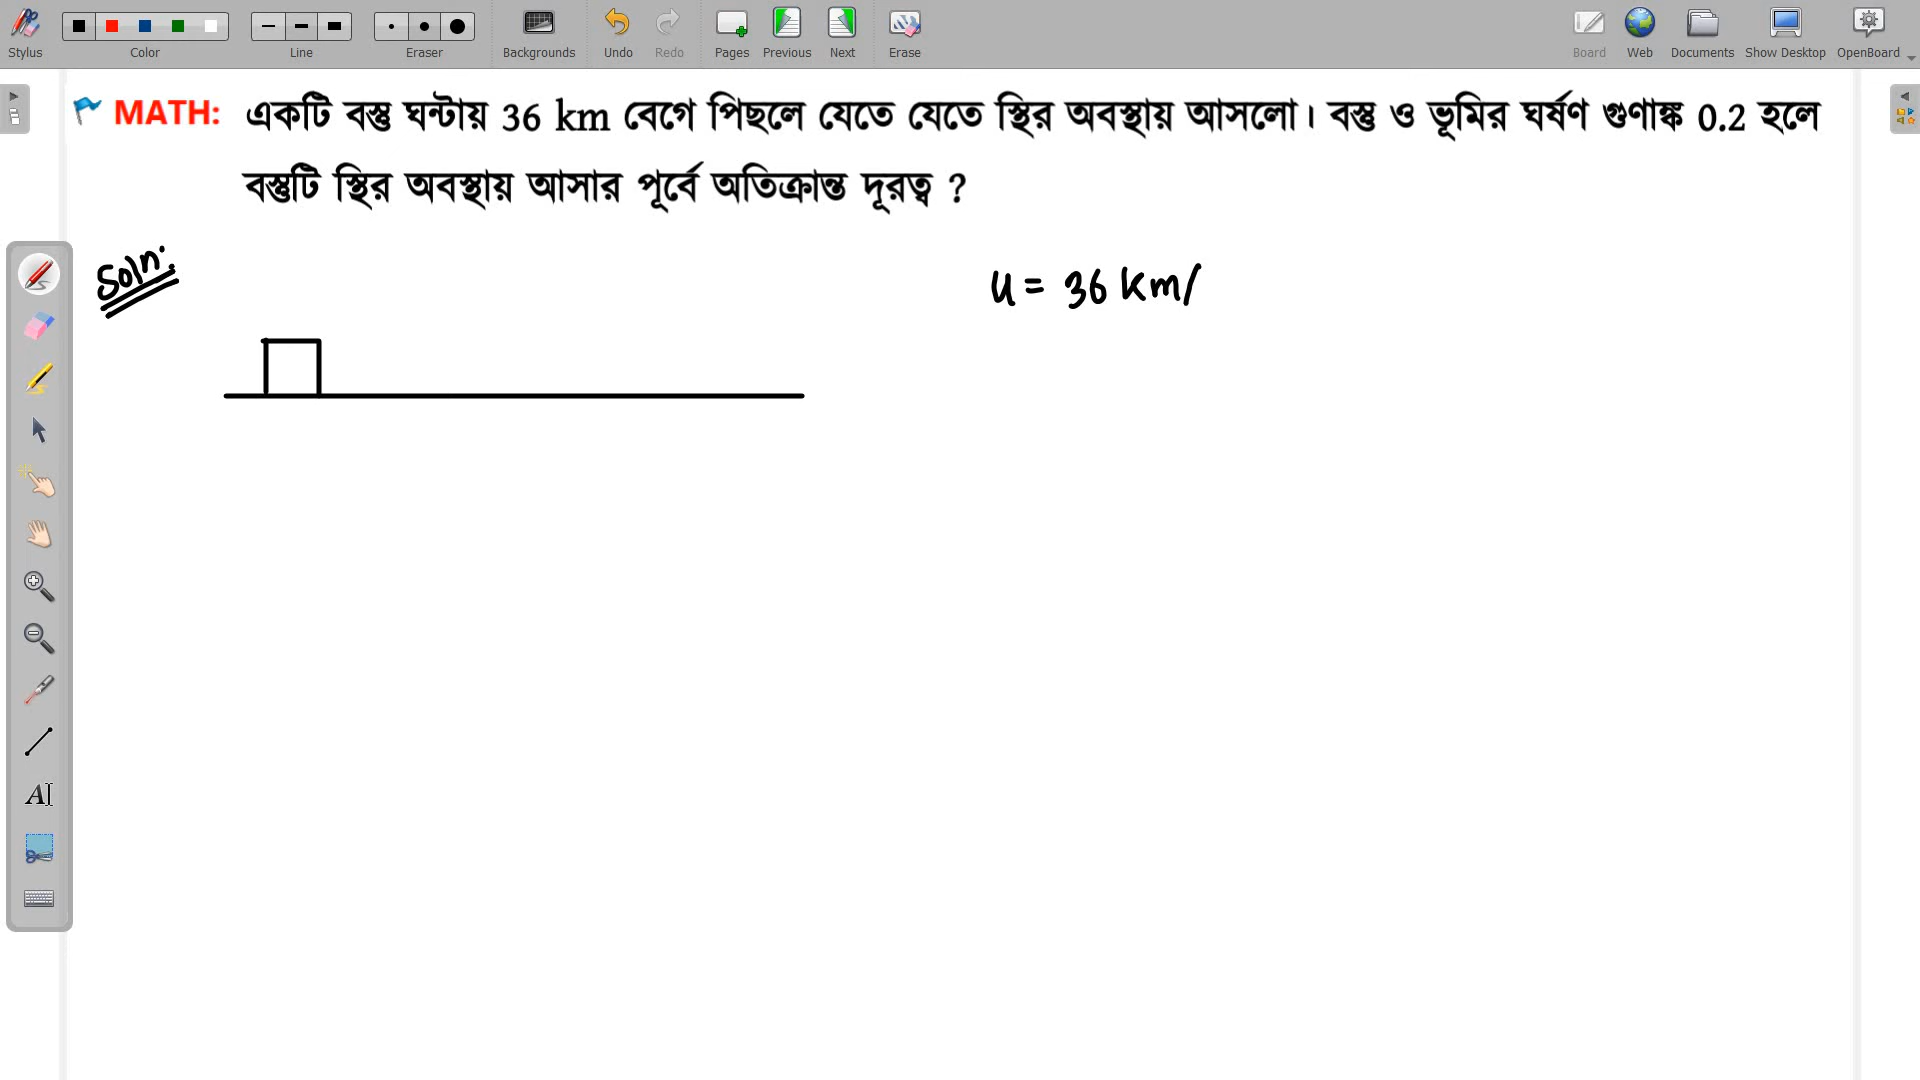 Stylus
Color
Line
Eraser
Backgrounds
Undo
Redo
Pages
Previous
Next
Erase
Board
Web
Documents
Show Desktop
OpenBoard
MATH: একটি বস্তু ঘন্টায় 36 km বেগে পিছলে যেতে যেতে স্থির অবস্থায় আসলো। বস্তু ও ভূমির ঘর্ষণ গুণাঙ্ক 0.2 হলে
বস্তুটি স্থির অবস্থায় আসার পূর্বে অতিক্রান্ত দূরত্ব ?
Soln:
u = 36 km/